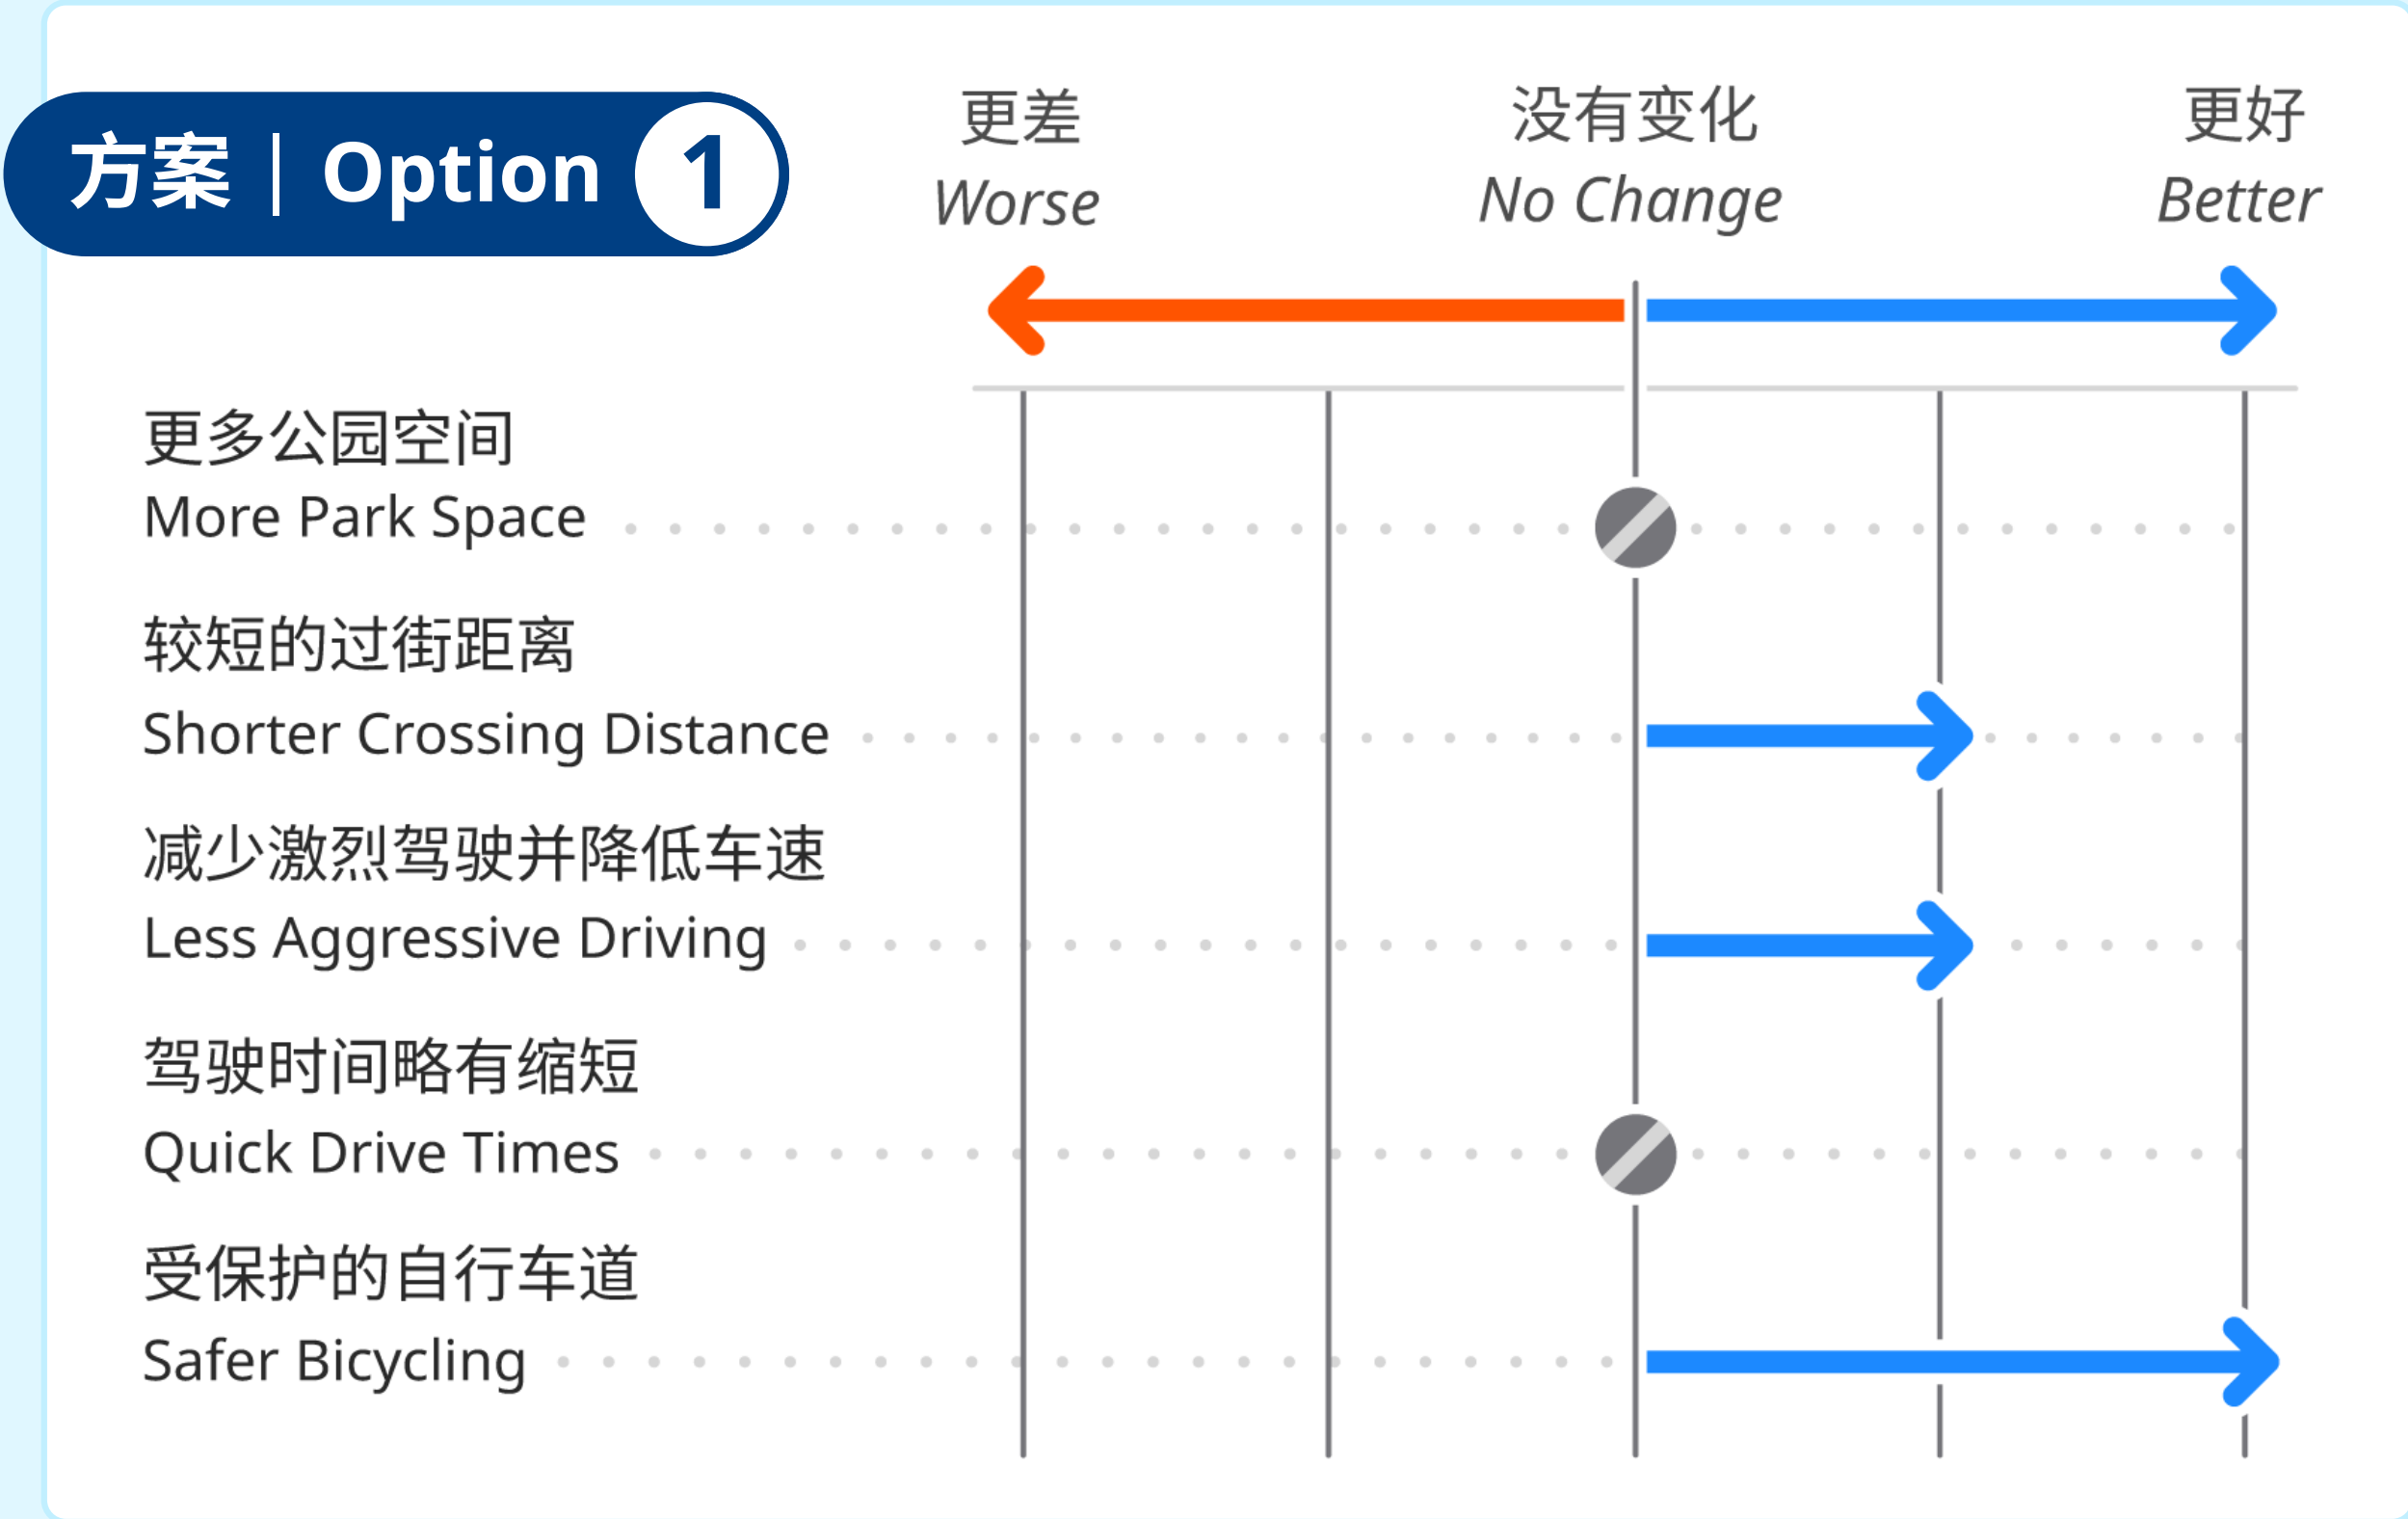 方案 | Option 1
更差
Worse
没有变化
No Change
更好
Better
更多公园空间
More Park Space
较短的过街距离
Shorter Crossing Distance
减少激烈驾驶并降低车速
Less Aggressive Driving
驾驶时间略有缩短
Quick Drive Times
受保护的自行车道
Safer Bicycling